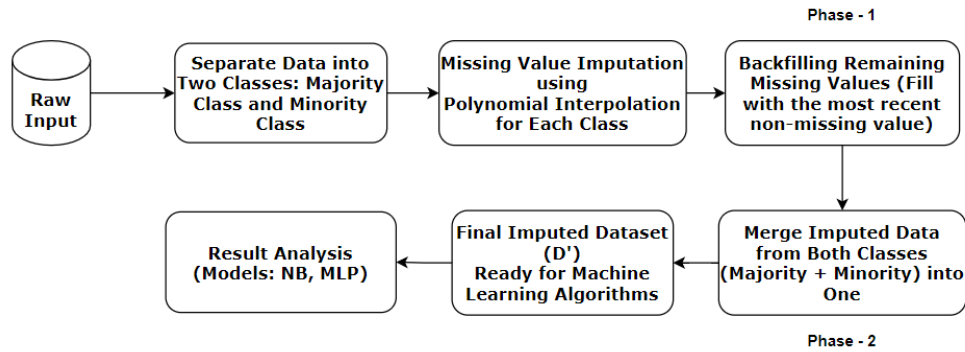 Phase - 1
Raw
Input
Separate Data into
Two Classes: Majority
Class and Minority
Class
Missing Value Imputation
using
Polynomial Interpolation
for Each Class
Backfilling Remaining
Missing Values (Fill
with the most recent
non-missing value)
Result Analysis
(Models: NB, MLP)
Final Imputed Dataset
(D')
Ready for Machine
Learning Algorithms
Merge Imputed Data
from Both Classes
(Majority + Minority) into
One
Phase - 2